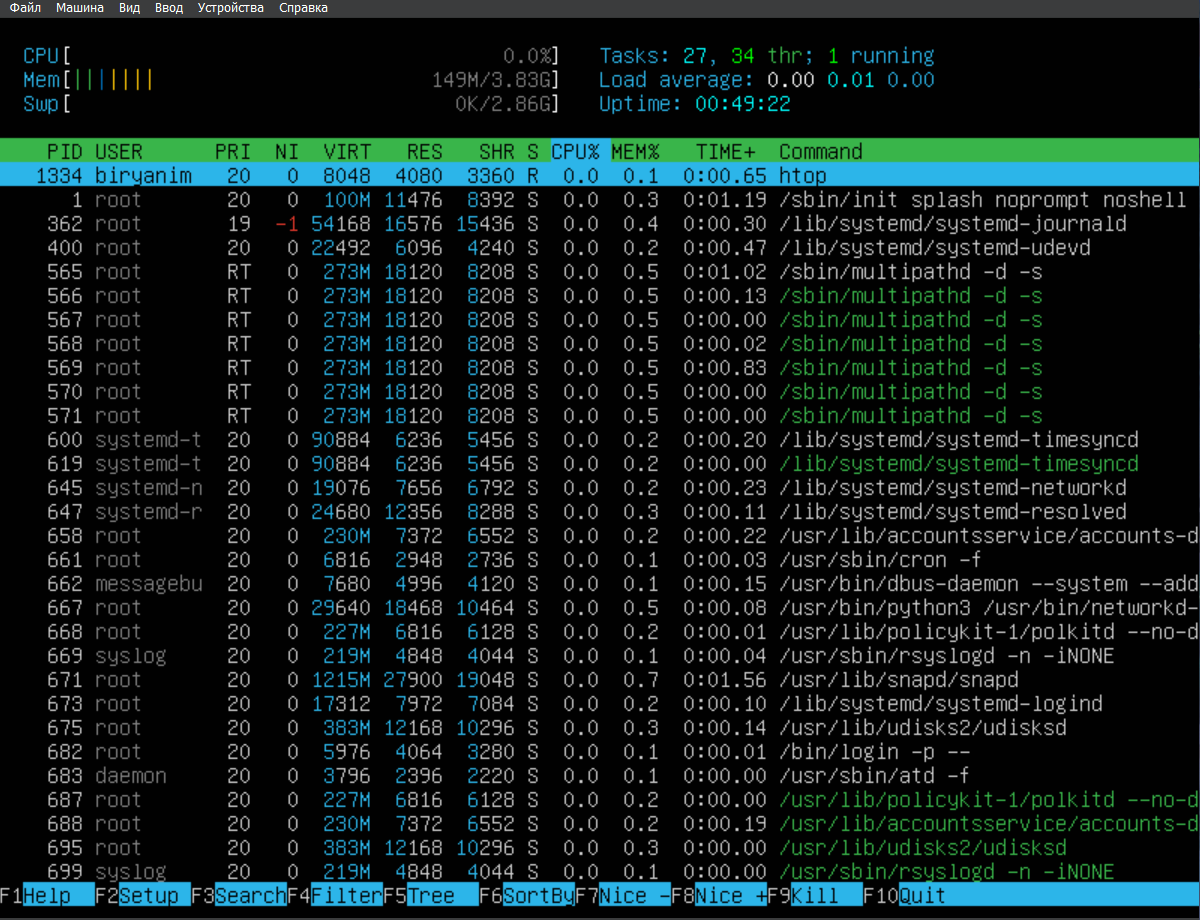 Файл Машина Вид Ввод Устройства Справка
CPU[ 0.0%] Tasks: 27, 34 thr; 1 running
Mem[||||||| 149M/3.83G] Load average: 0.00 0.01 0.00
Swp[ 0K/2.86G] Uptime: 00:49:22
PID USER PRI NI VIRT RES SHR S CPU% MEM% TIME+ Command
1334 biryanim 20 0 8048 4080 3360 R 0.0 0.1 0:00.65 htop
1 root 20 0 100M 11476 8392 S 0.0 0.3 0:01.19 /sbin/init splash noprompt noshell
362 root 19 -1 54168 16576 15436 S 0.0 0.4 0:00.30 /lib/systemd/systemd-journald
400 root 20 0 22492 6096 4240 S 0.0 0.2 0:00.47 /lib/systemd/systemd-udevd
565 root RT 0 273M 18120 8208 S 0.0 0.5 0:01.02 /sbin/multipathd -d -s
566 root RT 0 273M 18120 8208 S 0.0 0.5 0:00.13 /sbin/multipathd -d -s
567 root RT 0 273M 18120 8208 S 0.0 0.5 0:00.00 /sbin/multipathd -d -s
568 root RT 0 273M 18120 8208 S 0.0 0.5 0:00.02 /sbin/multipathd -d -s
569 root RT 0 273M 18120 8208 S 0.0 0.5 0:00.83 /sbin/multipathd -d -s
570 root RT 0 273M 18120 8208 S 0.0 0.5 0:00.00 /sbin/multipathd -d -s
571 root RT 0 273M 18120 8208 S 0.0 0.5 0:00.00 /sbin/multipathd -d -s
600 systemd-t 20 0 90884 6236 5456 S 0.0 0.2 0:00.20 /lib/systemd/systemd-timesyncd
619 systemd-t 20 0 90884 6236 5456 S 0.0 0.2 0:00.00 /lib/systemd/systemd-timesyncd
645 systemd-n 20 0 19076 7656 6792 S 0.0 0.2 0:00.23 /lib/systemd/systemd-networkd
647 systemd-r 20 0 24680 12356 8288 S 0.0 0.3 0:00.11 /lib/systemd/systemd-resolved
658 root 20 0 230M 7372 6552 S 0.0 0.2 0:00.22 /usr/lib/accountsservice/accounts-d
661 root 20 0 6816 2948 2736 S 0.0 0.1 0:00.03 /usr/sbin/cron -f
662 messagebu 20 0 7680 4996 4120 S 0.0 0.1 0:00.15 /usr/bin/dbus-daemon --system --add
667 root 20 0 29640 18468 10464 S 0.0 0.5 0:00.08 /usr/bin/python3 /usr/bin/networkd-
668 root 20 0 227M 6816 6128 S 0.0 0.2 0:00.01 /usr/lib/policykit-1/polkitd --no-d
669 syslog 20 0 219M 4848 4044 S 0.0 0.1 0:00.04 /usr/sbin/rsyslogd -n -iNONE
671 root 20 0 1215M 27900 19048 S 0.0 0.7 0:01.56 /usr/lib/snapd/snapd
673 root 20 0 17312 7972 7084 S 0.0 0.2 0:00.10 /lib/systemd/systemd-logind
675 root 20 0 383M 12168 10296 S 0.0 0.3 0:00.14 /usr/lib/udisks2/udisksd
682 root 20 0 5976 4064 3280 S 0.0 0.1 0:00.01 /bin/login -p --
683 daemon 20 0 3796 2396 2220 S 0.0 0.1 0:00.00 /usr/sbin/atd -f
687 root 20 0 227M 6816 6128 S 0.0 0.2 0:00.00 /usr/lib/policykit-1/polkitd --no-d
688 root 20 0 230M 7372 6552 S 0.0 0.2 0:00.19 /usr/lib/accountsservice/accounts-d
695 root 20 0 383M 12168 10296 S 0.0 0.3 0:00.00 /usr/lib/udisks2/udisksd
699 syslog 20 0 219M 4848 4044 S 0.0 0.1 0:00.00 /usr/sbin/rsyslogd -n -iNONE
F1Help F2Setup F3SearchF4FilterF5Tree F6SortByF7Nice -F8Nice +F9Kill F10Quit